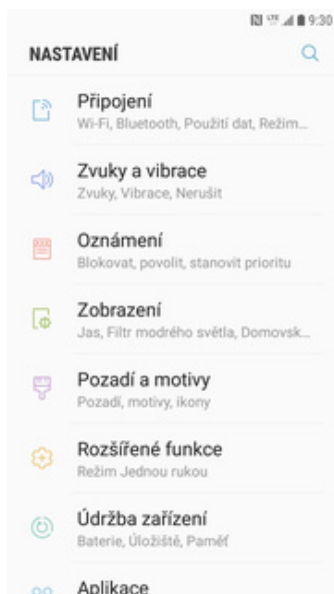 LTE 9:30
NASTAVENÍ
Připojení
Wi-Fi, Bluetooth, Použití dat, Režim...
Zvuky a vibrace
Zvuky, Vibrace, Nerušit
Oznámení
Blokovat, povolit, stanovit prioritu
Zobrazení
Jas, Filtr modrého světla, Domovsk...
Pozadí a motivy
Pozadí, motivy, ikony
Rozšířené funkce
Režim Jednou rukou
Údržba zařízení
Baterie, Úložiště, Paměť
Aplikace